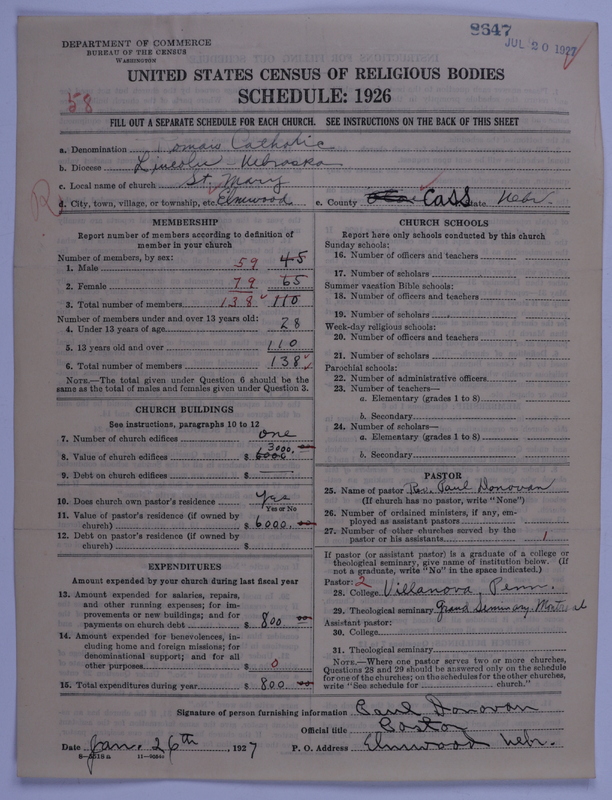 8647
JUL 20 1927
DEPARTMENT OF COMMERCE
BUREAU OF THE CENSUS
WASHINGTON
UNITED STATES CENSUS OF RELIGIOUS BODIES
SCHEDULE: 1926
58
FILL OUT A SEPARATE SCHEDULE FOR EACH CHURCH. SEE INSTRUCTIONS ON THE BACK OF THIS SHEET
a. Denomination Roman Catholic
b. Diocese Lincoln - Nebraska
c. Local name of church St. Mary
R
d. City, town, village, or township, etc. Elmwood e. County Cass State Nebr.
MEMBERSHIP
Report number of members according to definition of
member in your church
Number of members, by sex:
1. Male 59 45
2. Female 79 65
3. Total number of members 138 110
Number of members under and over 13 years old:
4. Under 13 years of age 28
5. 13 years old and over 110
6. Total number of members 138
NOTE.—The total given under Question 6 should be the
same as the total of males and females given under Question 3.
CHURCH BUILDINGS
See instructions, paragraphs 10 to 12
7. Number of church edifices one
8. Value of church edifices $ 3000.00 6000
9. Debt on church edifices $
10. Does church own pastor's residence Yes
Yes or No
11. Value of pastor's residence (if owned by
church) $ 6000.00
12. Debt on pastor's residence (if owned by
church) $
EXPENDITURES
Amount expended by your church during last fiscal year
13. Amount expended for salaries, repairs,
and other running expenses; for im-
provements or new buildings; and for
payments on church debt $ 800 00
14. Amount expended for benevolences, in-
cluding home and foreign missions; for
denominational support; and for all
other purposes $ 0
15. Total expenditures during year $ 800 00
CHURCH SCHOOLS
Report here only schools conducted by this church
Sunday schools:
16. Number of officers and teachers
17. Number of scholars
Summer vacation Bible schools:
18. Number of officers and teachers
19. Number of scholars
Week-day religious schools:
20. Number of officers and teachers
21. Number of scholars
Parochial schools:
22. Number of administrative officers
23. Number of teachers—
a. Elementary (grades 1 to 8)
b. Secondary
24. Number of scholars—
a. Elementary (grades 1 to 8)
b. Secondary
PASTOR
25. Name of pastor Rev. Paul Donovan
(If church has no pastor, write "None")
26. Number of ordained ministers, if any, em-
ployed as assistant pastors
27. Number of other churches served by the
pastor or his assistants 1
If pastor (or assistant pastor) is a graduate of a college or
theological seminary, give name of institution below. (If
not a graduate, write "No" in the space indicated.)
Pastor: 2
28. College Villanova, Penn.
29. Theological seminary Grand Seminary, Montreal
Assistant pastor:
30. College
31. Theological seminary
NOTE.—Where one pastor serves two or more churches,
Questions 28 and 29 should be answered only on the schedule
for one of the churches; on the schedules for the other churches,
write "See schedule for church."
Signature of person furnishing information Paul Donovan
Official title Pastor
Date Jan. 26th, 1927 P. O. Address Elmwood Nebr.